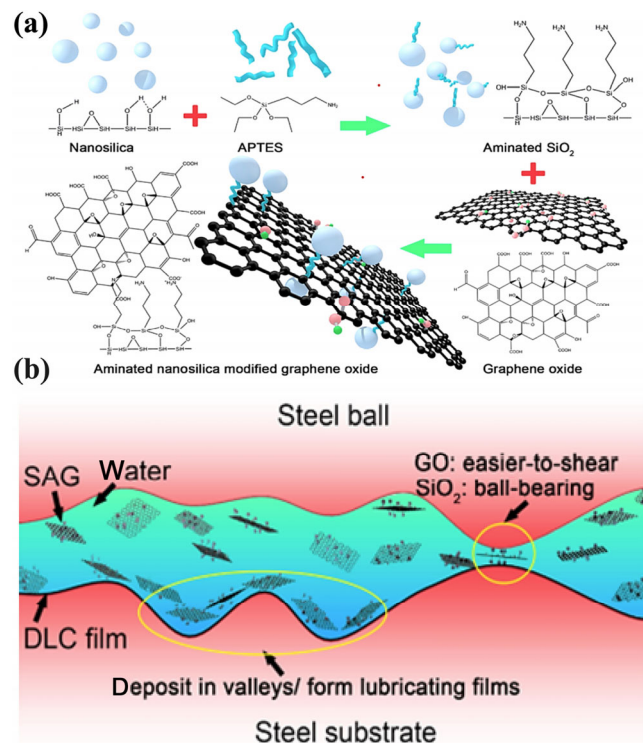 (a)
Nanosilica
APTES
Aminated SiO₂
Aminated nanosilica modified graphene oxide
Graphene oxide
(b)
Steel ball
SAG
Water
GO: easier-to-shear
SiO₂: ball-bearing
DLC film
Deposit in valleys/ form lubricating films
Steel substrate